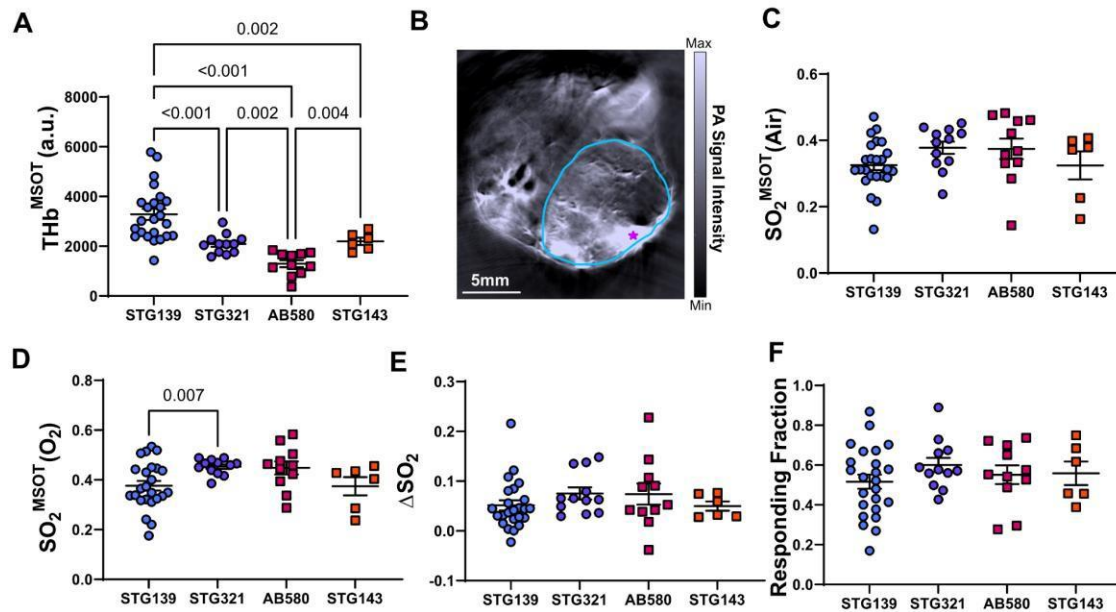 A
0.002
<0.001
<0.001
0.002
0.004
THb^MSOT (a.u.)
8000
6000
4000
2000
0
STG139
STG321
AB580
STG143
B
5mm
Max
PA Signal Intensity
Min
C
SO₂^MSOT (Air)
0.6
0.4
0.2
0.0
STG139
STG321
AB580
STG143
D
0.007
SO₂^MSOT (O₂)
0.8
0.6
0.4
0.2
0.0
STG139
STG321
AB580
STG143
E
ΔSO₂
0.3
0.2
0.1
0.0
-0.1
STG139
STG321
AB580
STG143
F
Responding Fraction
1.0
0.8
0.6
0.4
0.2
0.0
STG139
STG321
AB580
STG143